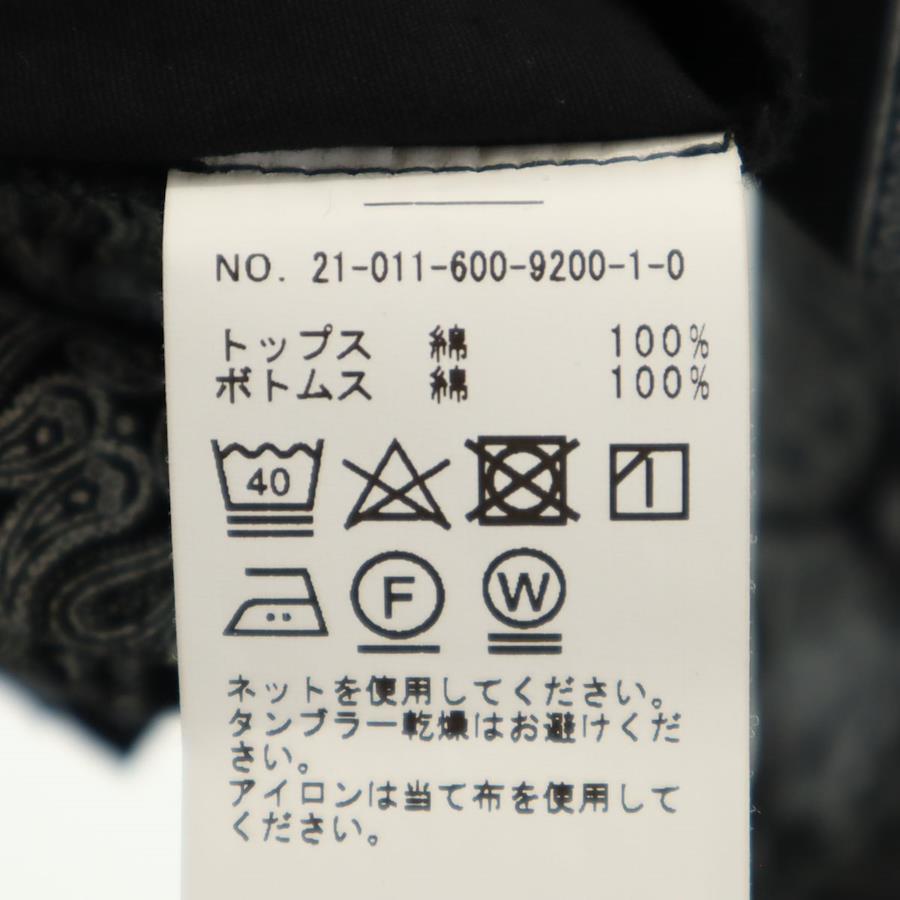 NO. 21-011-600-9200-1-0
トップス 綿 100%
ボトムス 綿 100%
40
F W
ネットを使用してください。
タンブラー乾燥はお避けくだ
さい。
アイロンは当て布を使用して
ください。